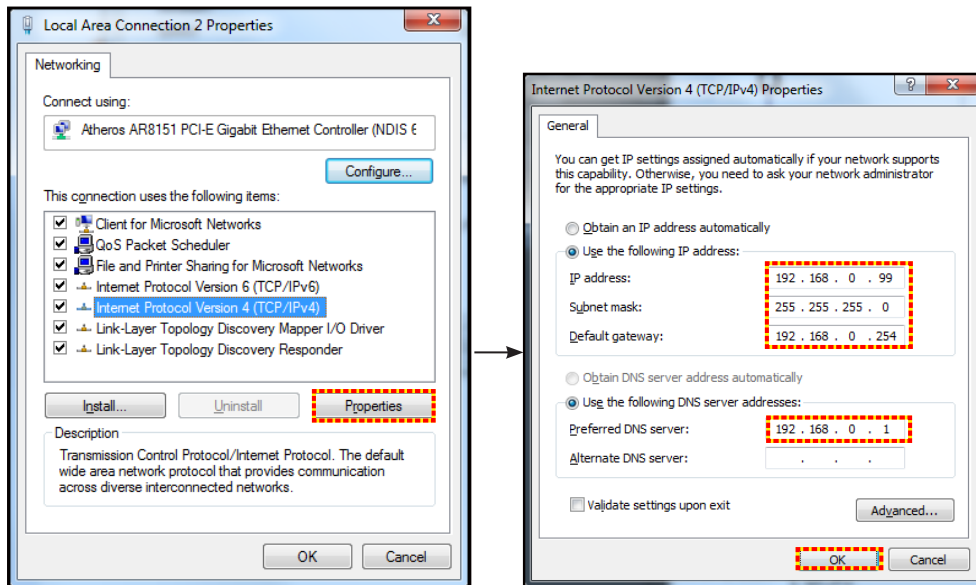 Local Area Connection 2 Properties
Networking
Connect using:
Atheros AR8151 PCI-E Gigabit Ethernet Controller (NDIS 6
Configure...
This connection uses the following items:
Client for Microsoft Networks
QoS Packet Scheduler
File and Printer Sharing for Microsoft Networks
Internet Protocol Version 6 (TCP/IPv6)
Internet Protocol Version 4 (TCP/IPv4)
Link-Layer Topology Discovery Mapper I/O Driver
Link-Layer Topology Discovery Responder
Install...
Uninstall
Properties
Description
Transmission Control Protocol/Internet Protocol. The default
wide area network protocol that provides communication
across diverse interconnected networks.
OK
Cancel
Internet Protocol Version 4 (TCP/IPv4) Properties
General
You can get IP settings assigned automatically if your network supports
this capability. Otherwise, you need to ask your network administrator
for the appropriate IP settings.
Obtain an IP address automatically
Use the following IP address:
IP address: 192 . 168 . 0 . 99
Subnet mask: 255 . 255 . 255 . 0
Default gateway: 192 . 168 . 0 . 254
Obtain DNS server address automatically
Use the following DNS server addresses:
Preferred DNS server: 192 . 168 . 0 . 1
Alternate DNS server: . . .
Validate settings upon exit
Advanced...
OK
Cancel